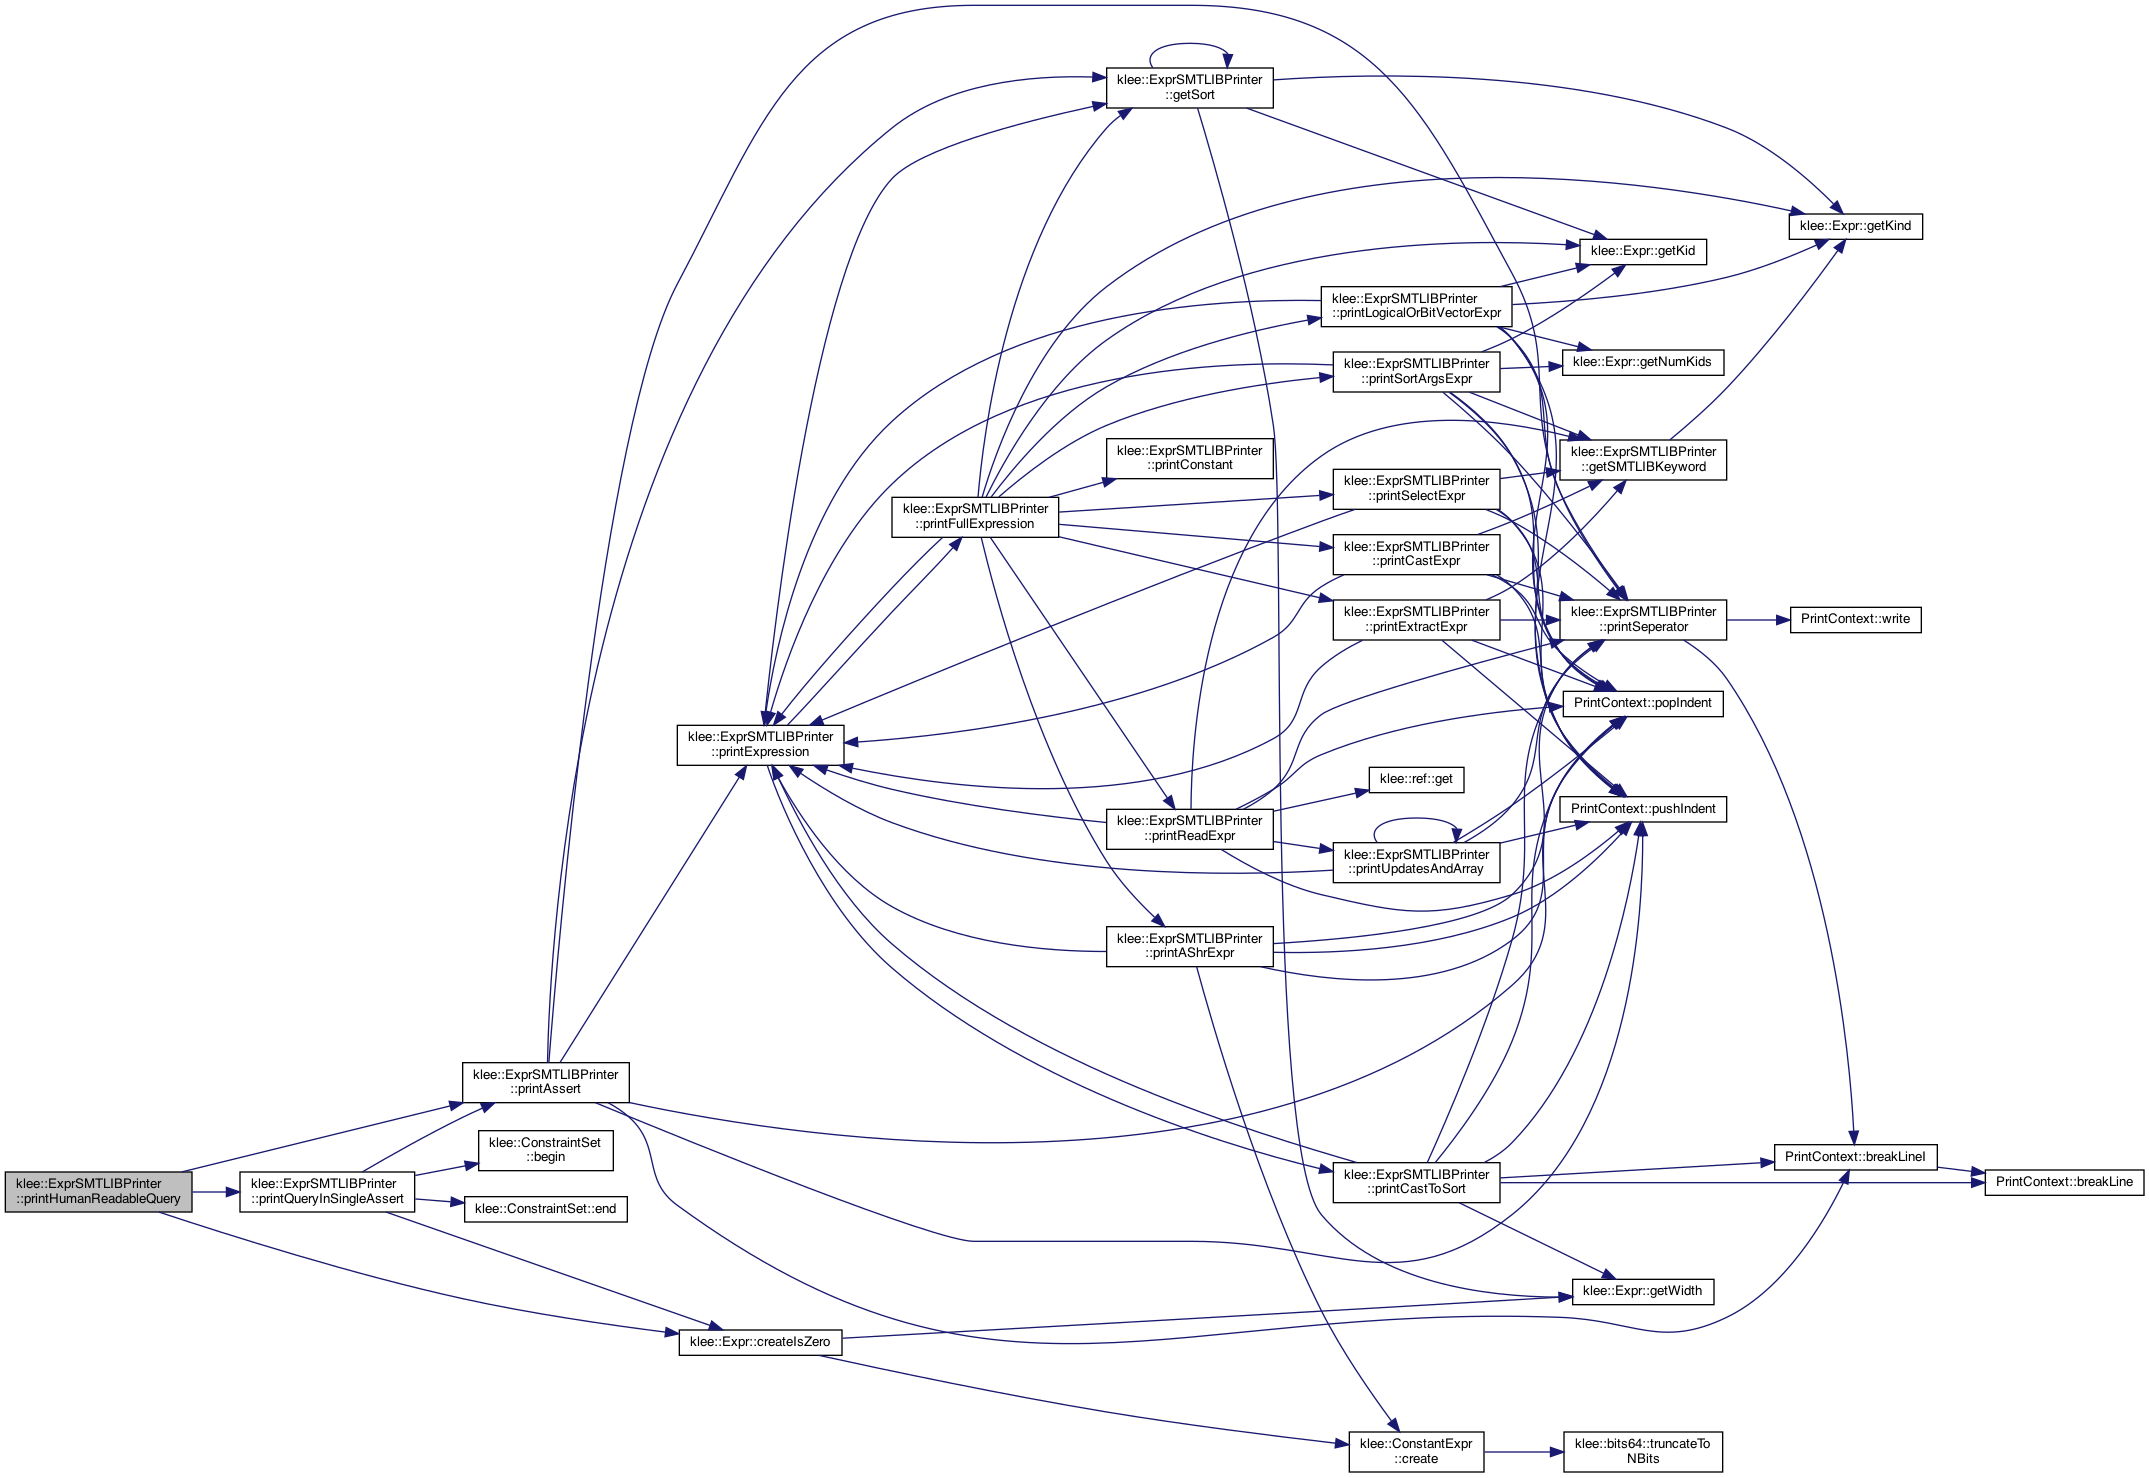 klee::ExprSMTLIBPrinter
::getSort
klee::Expr::getKind
klee::Expr::getKid
klee::ExprSMTLIBPrinter
::printLogicalOrBitVectorExpr
klee::ExprSMTLIBPrinter
::printSortArgsExpr
klee::Expr::getNumKids
klee::ExprSMTLIBPrinter
::printConstant
klee::ExprSMTLIBPrinter
::getSMTLIBKeyword
klee::ExprSMTLIBPrinter
::printSelectExpr
klee::ExprSMTLIBPrinter
::printFullExpression
klee::ExprSMTLIBPrinter
::printCastExpr
klee::ExprSMTLIBPrinter
::printExtractExpr
klee::ExprSMTLIBPrinter
::printSeperator
PrintContext::write
PrintContext::popIndent
klee::ExprSMTLIBPrinter
::printExpression
klee::ref::get
PrintContext::pushIndent
klee::ExprSMTLIBPrinter
::printReadExpr
klee::ExprSMTLIBPrinter
::printUpdatesAndArray
klee::ExprSMTLIBPrinter
::printAShrExpr
klee::ExprSMTLIBPrinter
::printAssert
klee::ConstraintSet
::begin
klee::ExprSMTLIBPrinter
::printHumanReadableQuery
klee::ExprSMTLIBPrinter
::printQueryInSingleAssert
klee::ConstraintSet::end
klee::ExprSMTLIBPrinter
::printCastToSort
PrintContext::breakLineI
PrintContext::breakLine
klee::Expr::getWidth
klee::Expr::createIsZero
klee::ConstantExpr
::create
klee::bits64::truncateTo
NBits